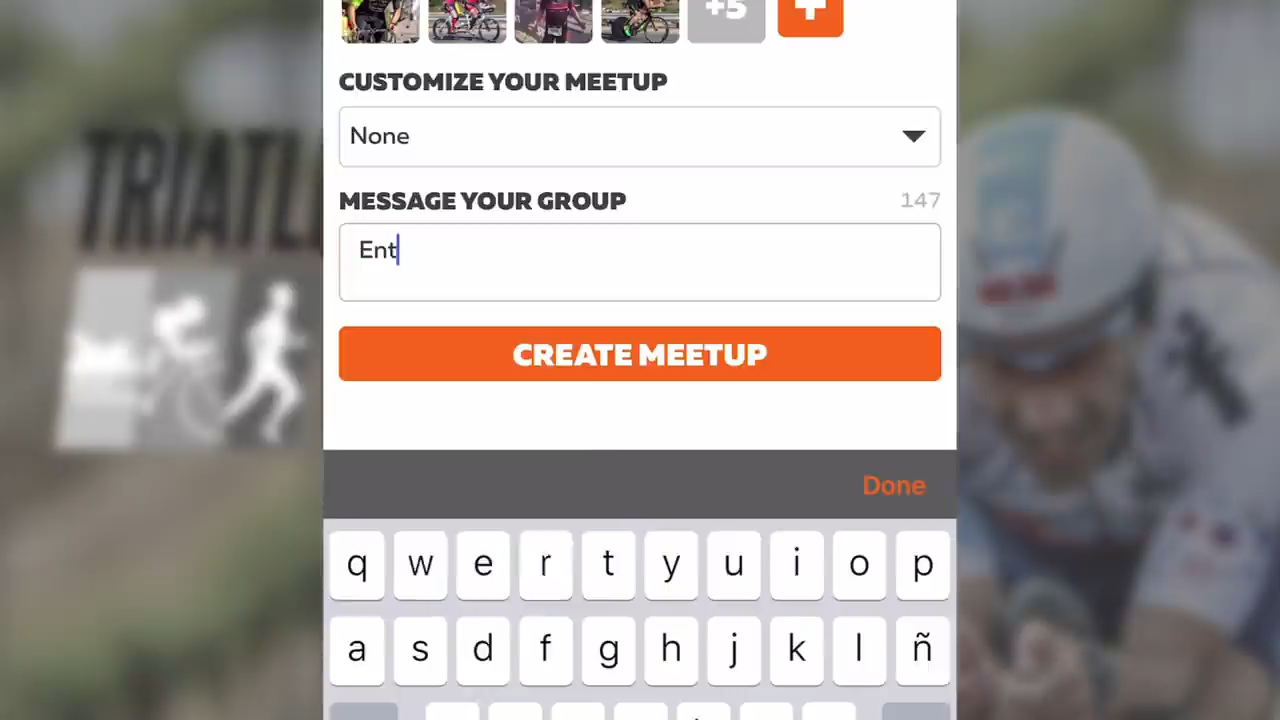 +5
CUSTOMIZE YOUR MEETUP
None
MESSAGE YOUR GROUP 147
Ent
CREATE MEETUP
Done
q w e r t y u i o p
a s d f g h j k l ñ
TRIATL